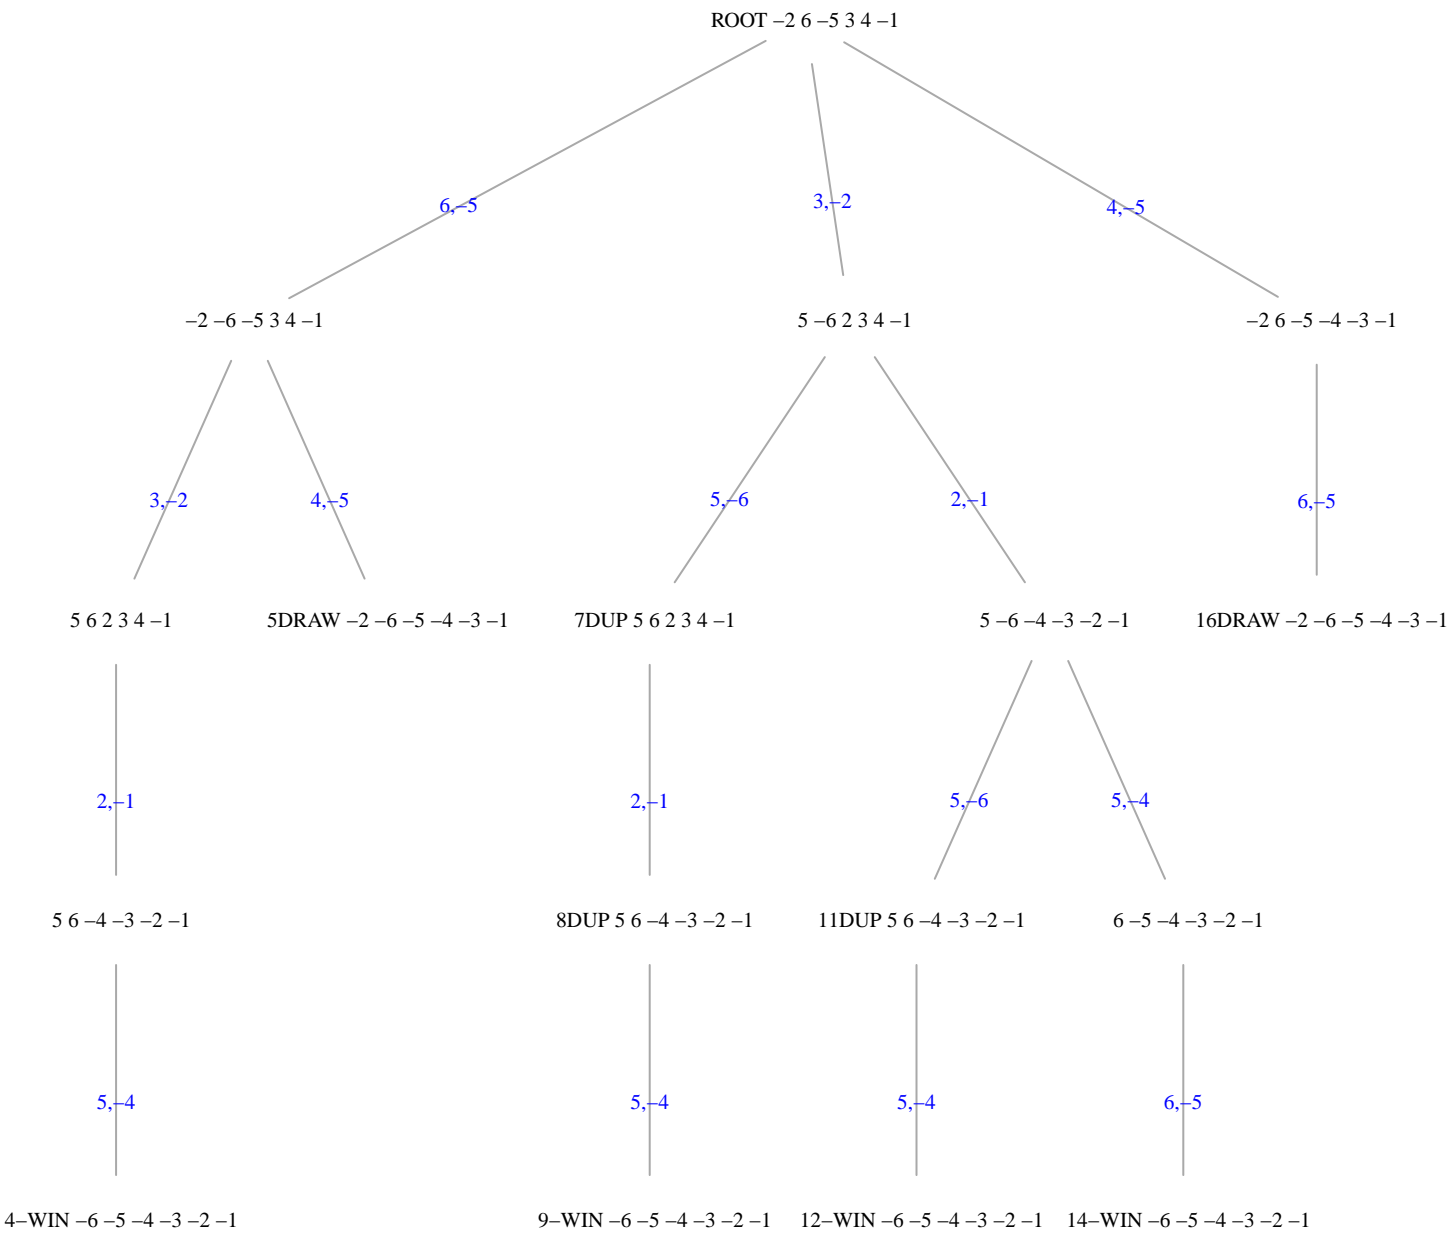 ROOT –2 6 –5 3 4 –1
6,–5
3,–2
4,–5
–2 –6 –5 3 4 –1
5 –6 2 3 4 –1
–2 6 –5 –4 –3 –1
3,–2
4,–5
5,–6
2,–1
6,–5
5 6 2 3 4 –1
5DRAW –2 –6 –5 –4 –3 –1
7DUP 5 6 2 3 4 –1
5 –6 –4 –3 –2 –1
16DRAW –2 –6 –5 –4 –3 –1
2,–1
2,–1
5,–6
5,–4
5 6 –4 –3 –2 –1
8DUP 5 6 –4 –3 –2 –1
11DUP 5 6 –4 –3 –2 –1
6 –5 –4 –3 –2 –1
5,–4
5,–4
5,–4
6,–5
4–WIN –6 –5 –4 –3 –2 –1
9–WIN –6 –5 –4 –3 –2 –1
12–WIN –6 –5 –4 –3 –2 –1
14–WIN –6 –5 –4 –3 –2 –1